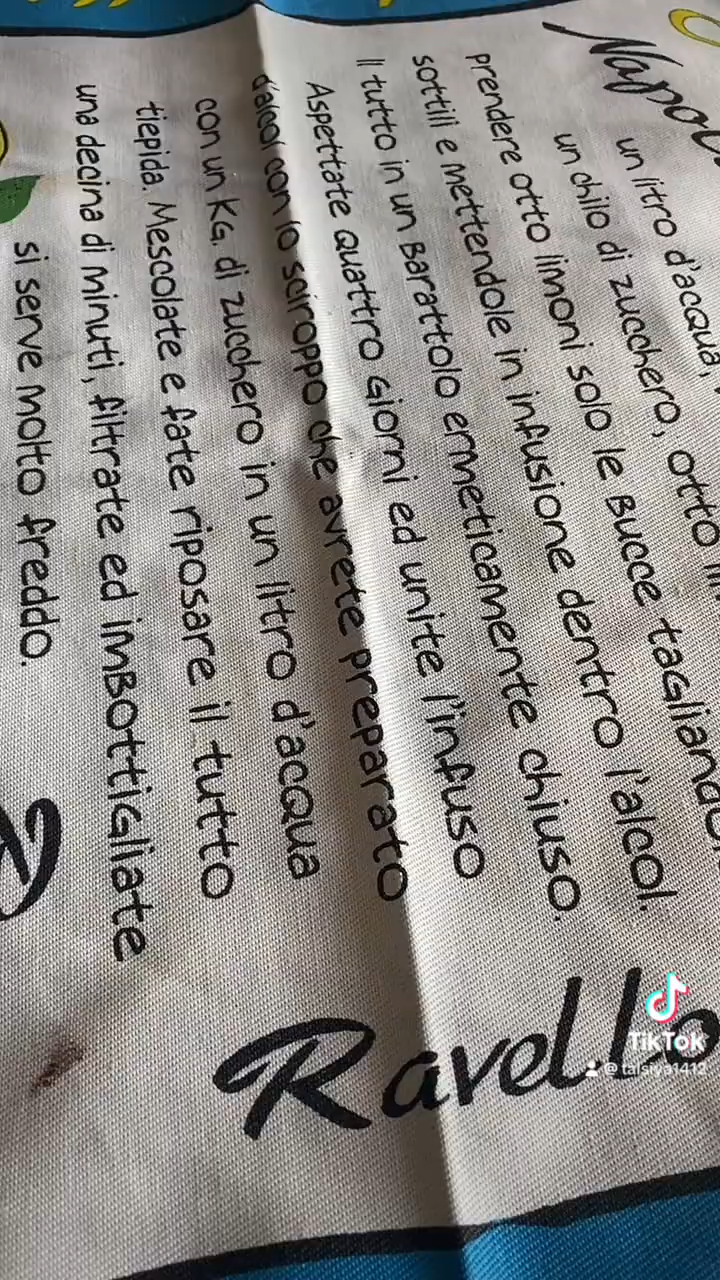 Napol
un litro d'acqua,
un chilo di zucchero, otto
prendere otto limoni solo le Bucce
sottili e mettendole in infusione dentro l'alcol.
Il tutto in un Barattolo ermeticamente chiuso.
Aspettate quattro giorni ed unite l'infuso
d'alcol con lo sciroppo che avrete preparato
con un KG. di zucchero in un litro d'acqua
tiepida. Mescolate e fate riposare il tutto
una decina di minuti, filtrate ed imbottigliate
si serve molto freddo.
Ravello
TikTok
@talsiya1412